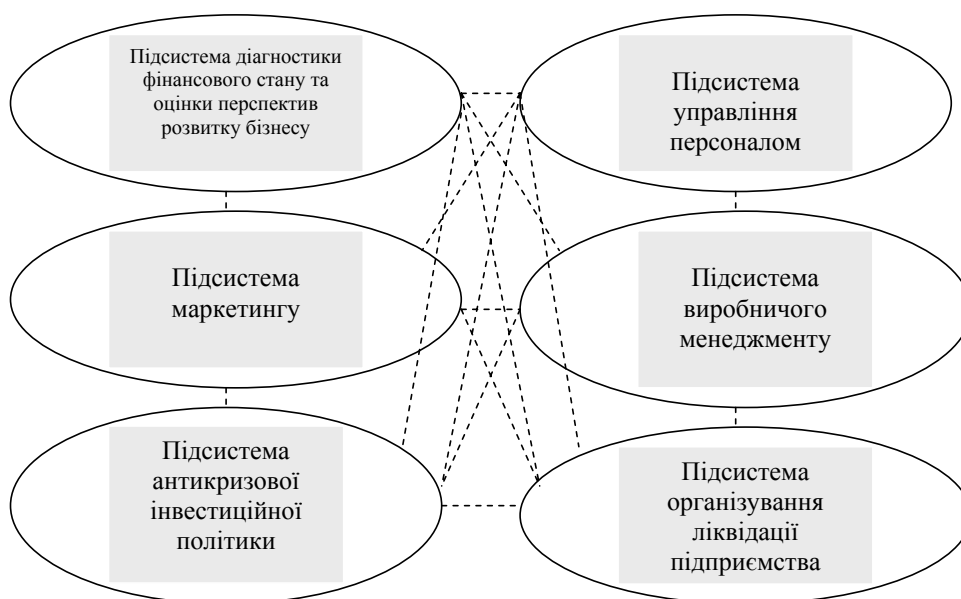 Підсистема діагностики
фінансового стану та
оцінки перспектив
розвитку бізнесу
Підсистема
управління
персоналом
Підсистема
маркетингу
Підсистема
виробничого
менеджменту
Підсистема
антикризової
інвестиційної
політики
Підсистема
організування
ліквідації
підприємства